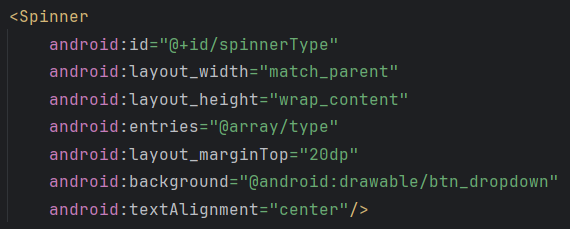 <Spinner
android:id="@+id/spinnerType"
android:layout_width="match_parent"
android:layout_height="wrap_content"
android:entries="@array/type"
android:layout_marginTop="20dp"
android:background="@android:drawable/btn_dropdown"
android:textAlignment="center"/>